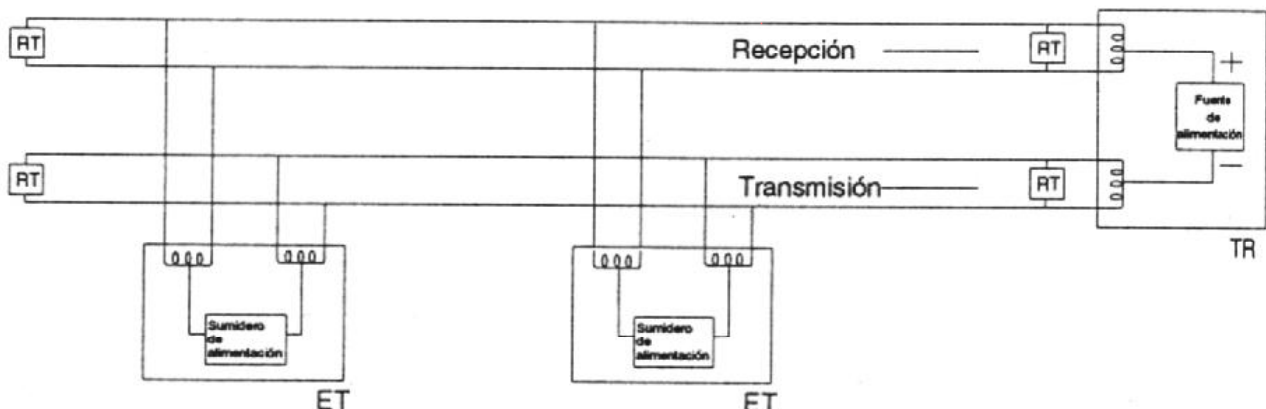 RT
Recepción
RT
+
Fuente
de
alimentación
−
RT
Transmisión
RT
TR
Sumidero
de
alimentación
ET
Sumidero
de
alimentación
ET